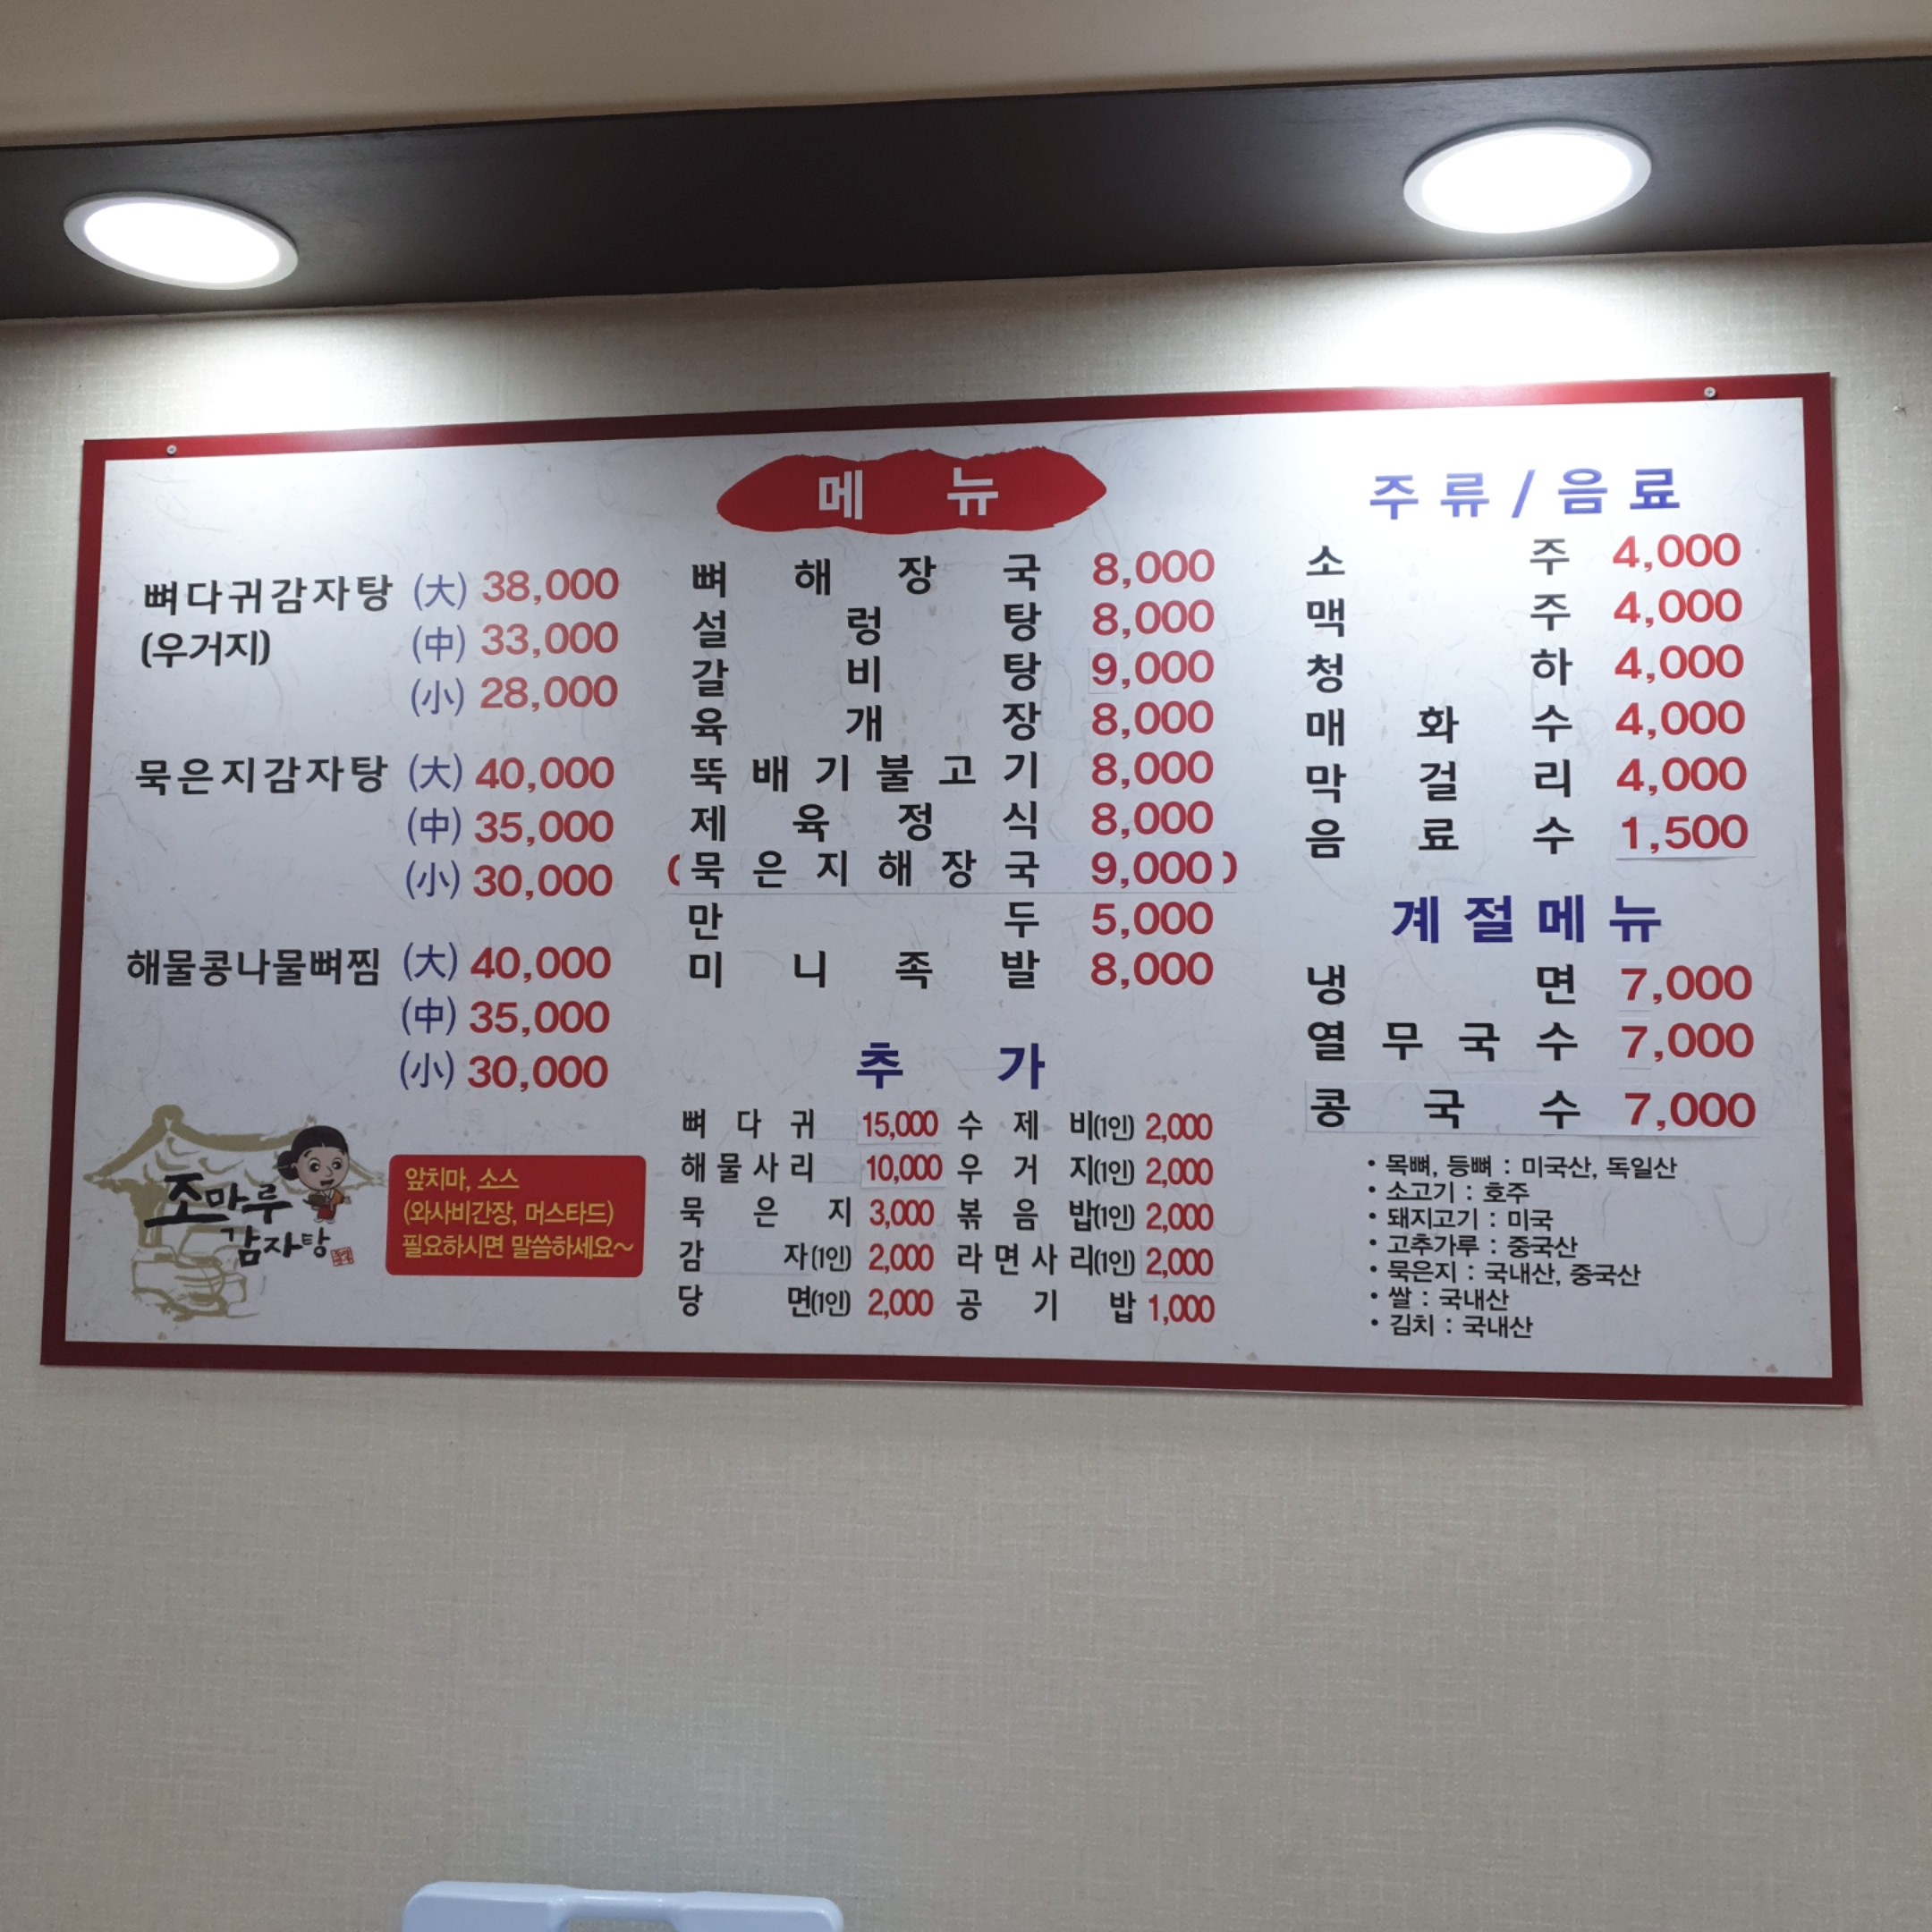 메뉴
뼈다귀감자탕 (大) 38,000
(우거지) (中) 33,000
(小) 28,000
묵은지감자탕 (大) 40,000
(中) 35,000
(小) 30,000
해물콩나물뼈찜 (大) 40,000
(中) 35,000
(小) 30,000
조마루
감자탕
앞치마, 소스
(와사비간장, 머스타드)
필요하시면 말씀하세요~
뼈해장국 8,000
설렁탕 8,000
갈비탕 9,000
육개장 8,000
뚝배기불고기 8,000
제육정식 8,000
(묵은지해장국 9,000)
만두 5,000
미니족발 8,000
추가
뼈다귀 15,000 수제비(1인) 2,000
해물사리 10,000 우거지(1인) 2,000
묵은지 3,000 볶음밥(1인) 2,000
감자(1인) 2,000 라면사리(1인) 2,000
당면(1인) 2,000 공기밥 1,000
주류/음료
소주 4,000
맥주 4,000
청하 4,000
매화수 4,000
막걸리 4,000
음료수 1,500
계절메뉴
냉면 7,000
열무국수 7,000
콩국수 7,000
• 목뼈, 등뼈 : 미국산, 독일산
• 소고기 : 호주
• 돼지고기 : 미국
• 고추가루 : 중국산
• 묵은지 : 국내산, 중국산
• 쌀 : 국내산
• 김치 : 국내산